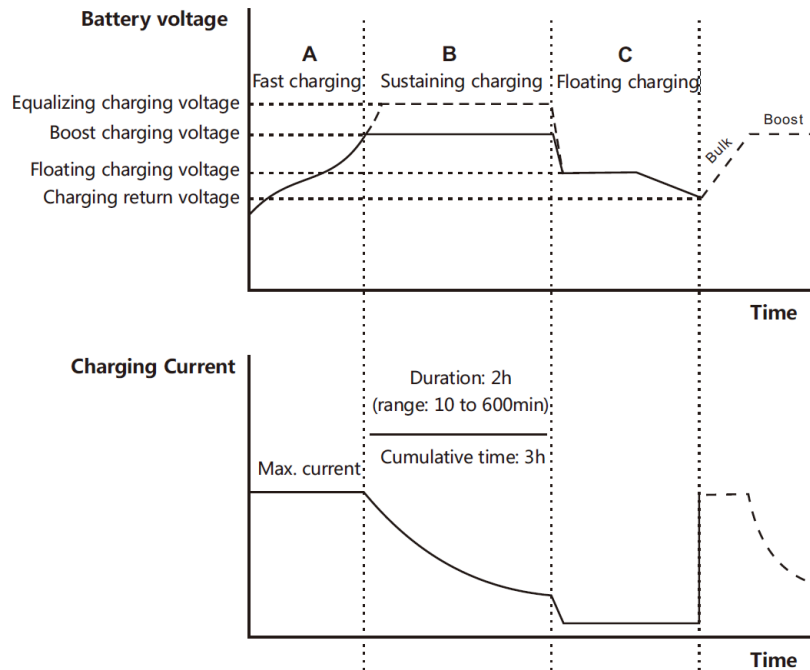 Battery voltage
A
B
C
Fast charging
Sustaining charging
Floating charging
Equalizing charging voltage
Boost charging voltage
Floating charging voltage
Charging return voltage
Bulk
Boost
Time
Charging Current
Duration: 2h
(range: 10 to 600min)
Cumulative time: 3h
Max. current
Time